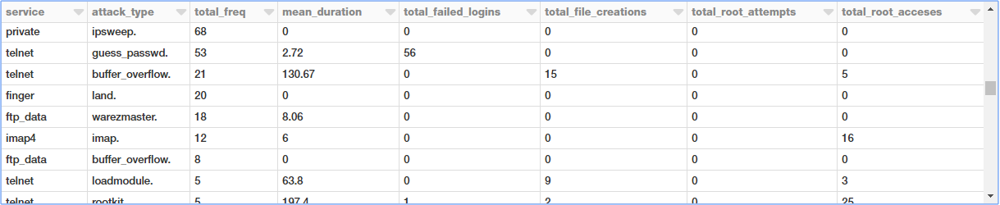 service attack_type total_freq mean_duration total_failed_logins total_file_creations total_root_attempts total_root_acceses
private ipsweep. 68 0 0 0 0 0
telnet guess_passwd. 53 2.72 56 0 0 0
telnet buffer_overflow. 21 130.67 0 15 0 5
finger land. 20 0 0 0 0 0
ftp_data warezmaster. 18 8.06 0 0 0 0
imap4 imap. 12 6 0 0 0 16
ftp_data buffer_overflow. 8 0 0 0 0 0
telnet loadmodule. 5 63.8 0 9 0 3
telnet rootkit. 5 197.4 1 2 0 25